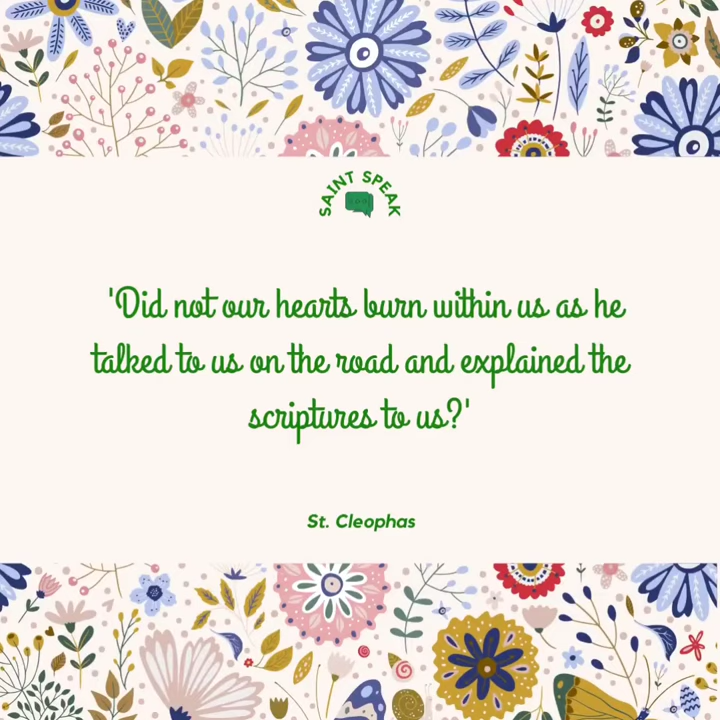 SAINT SPEAK
'Did not our hearts burn within us as he
talked to us on the road and explained the
scriptures to us?'
St. Cleophas